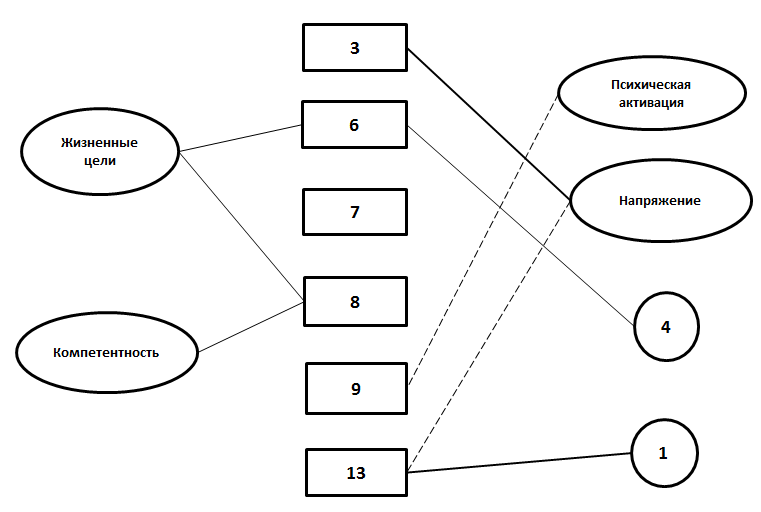 3
6
7
8
9
13
Жизненные
цели
Компетентность
Психическая
активация
Напряжение
4
1